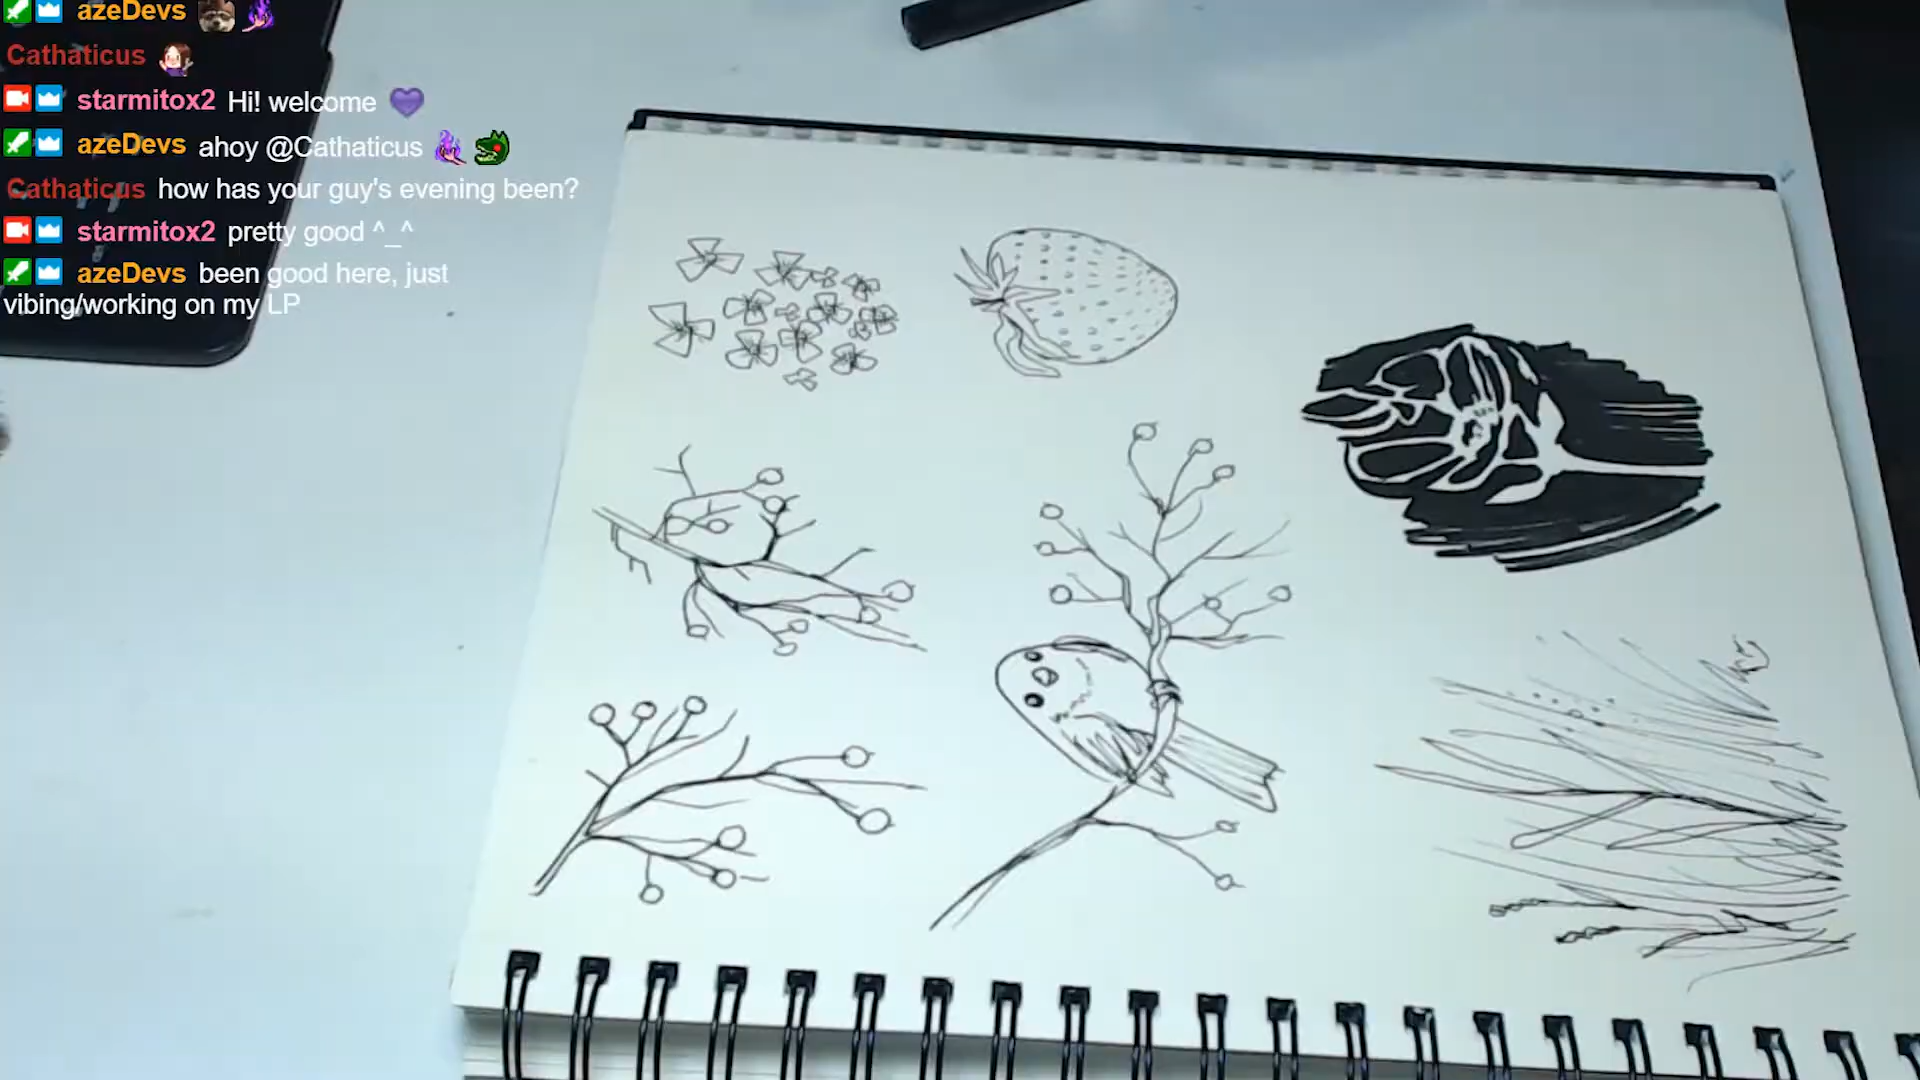 azeDevs
Cathaticus
starmitox2 Hi! welcome
azeDevs ahoy @Cathaticus
Cathaticus how has your guy's evening been?
starmitox2 pretty good ^_^
azeDevs been good here, just
vibing/working on my LP